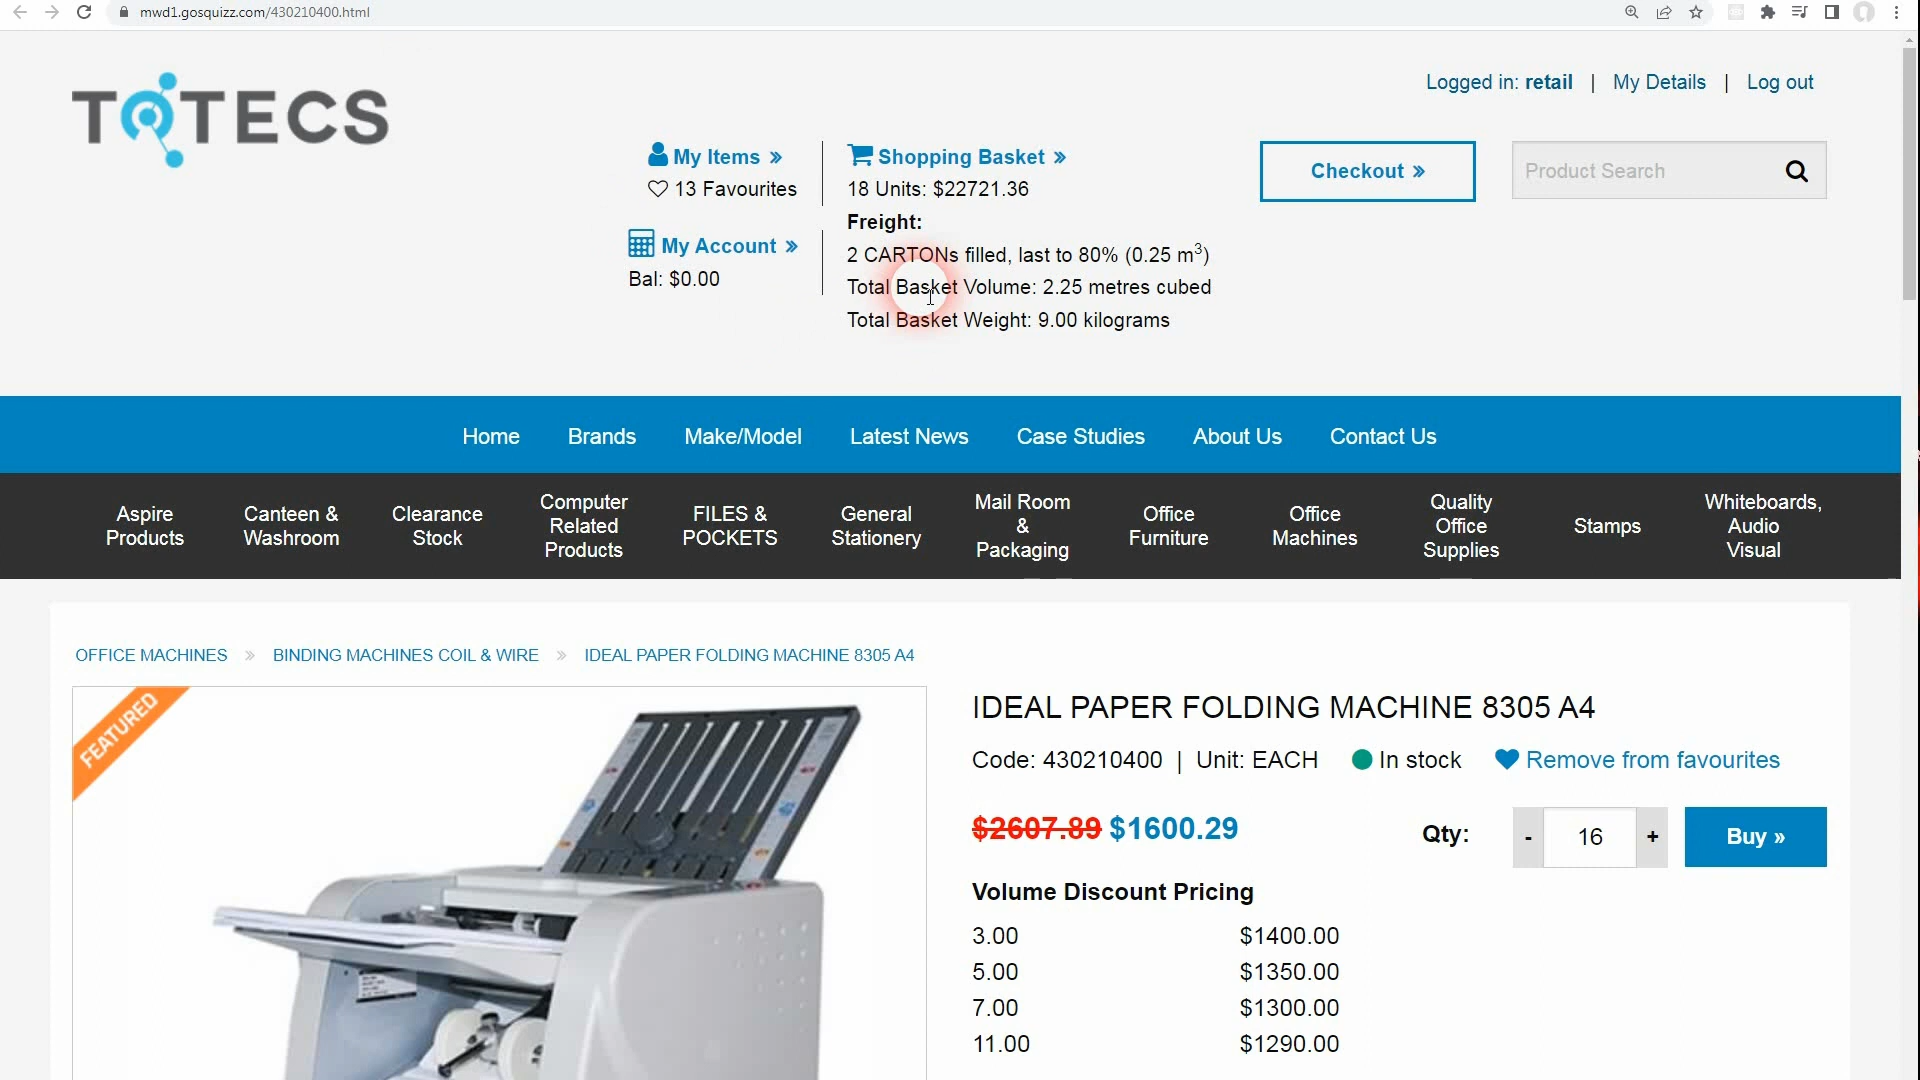 mwd1.gosquizz.com/430210400.html
TOTECS
Logged in: retail | My Details | Log out
My Items »
13 Favourites
My Account »
Bal: $0.00
Shopping Basket »
18 Units: $22721.36
Freight:
2 CARTONs filled, last to 80% (0.25 m³)
Total Basket Volume: 2.25 metres cubed
Total Basket Weight: 9.00 kilograms
Checkout »
Product Search
Home Brands Make/Model Latest News Case Studies About Us Contact Us
Aspire
Products
Canteen &
Washroom
Clearance
Stock
Computer
Related
Products
FILES &
POCKETS
General
Stationery
Mail Room
&
Packaging
Office
Furniture
Office
Machines
Quality
Office
Supplies
Stamps
Whiteboards,
Audio
Visual
OFFICE MACHINES » BINDING MACHINES COIL & WIRE » IDEAL PAPER FOLDING MACHINE 8305 A4
FEATURED
IDEAL PAPER FOLDING MACHINE 8305 A4
Code: 430210400 | Unit: EACH In stock Remove from favourites
$2607.89 $1600.29
Qty: - 16 + Buy »
Volume Discount Pricing
3.00 $1400.00
5.00 $1350.00
7.00 $1300.00
11.00 $1290.00